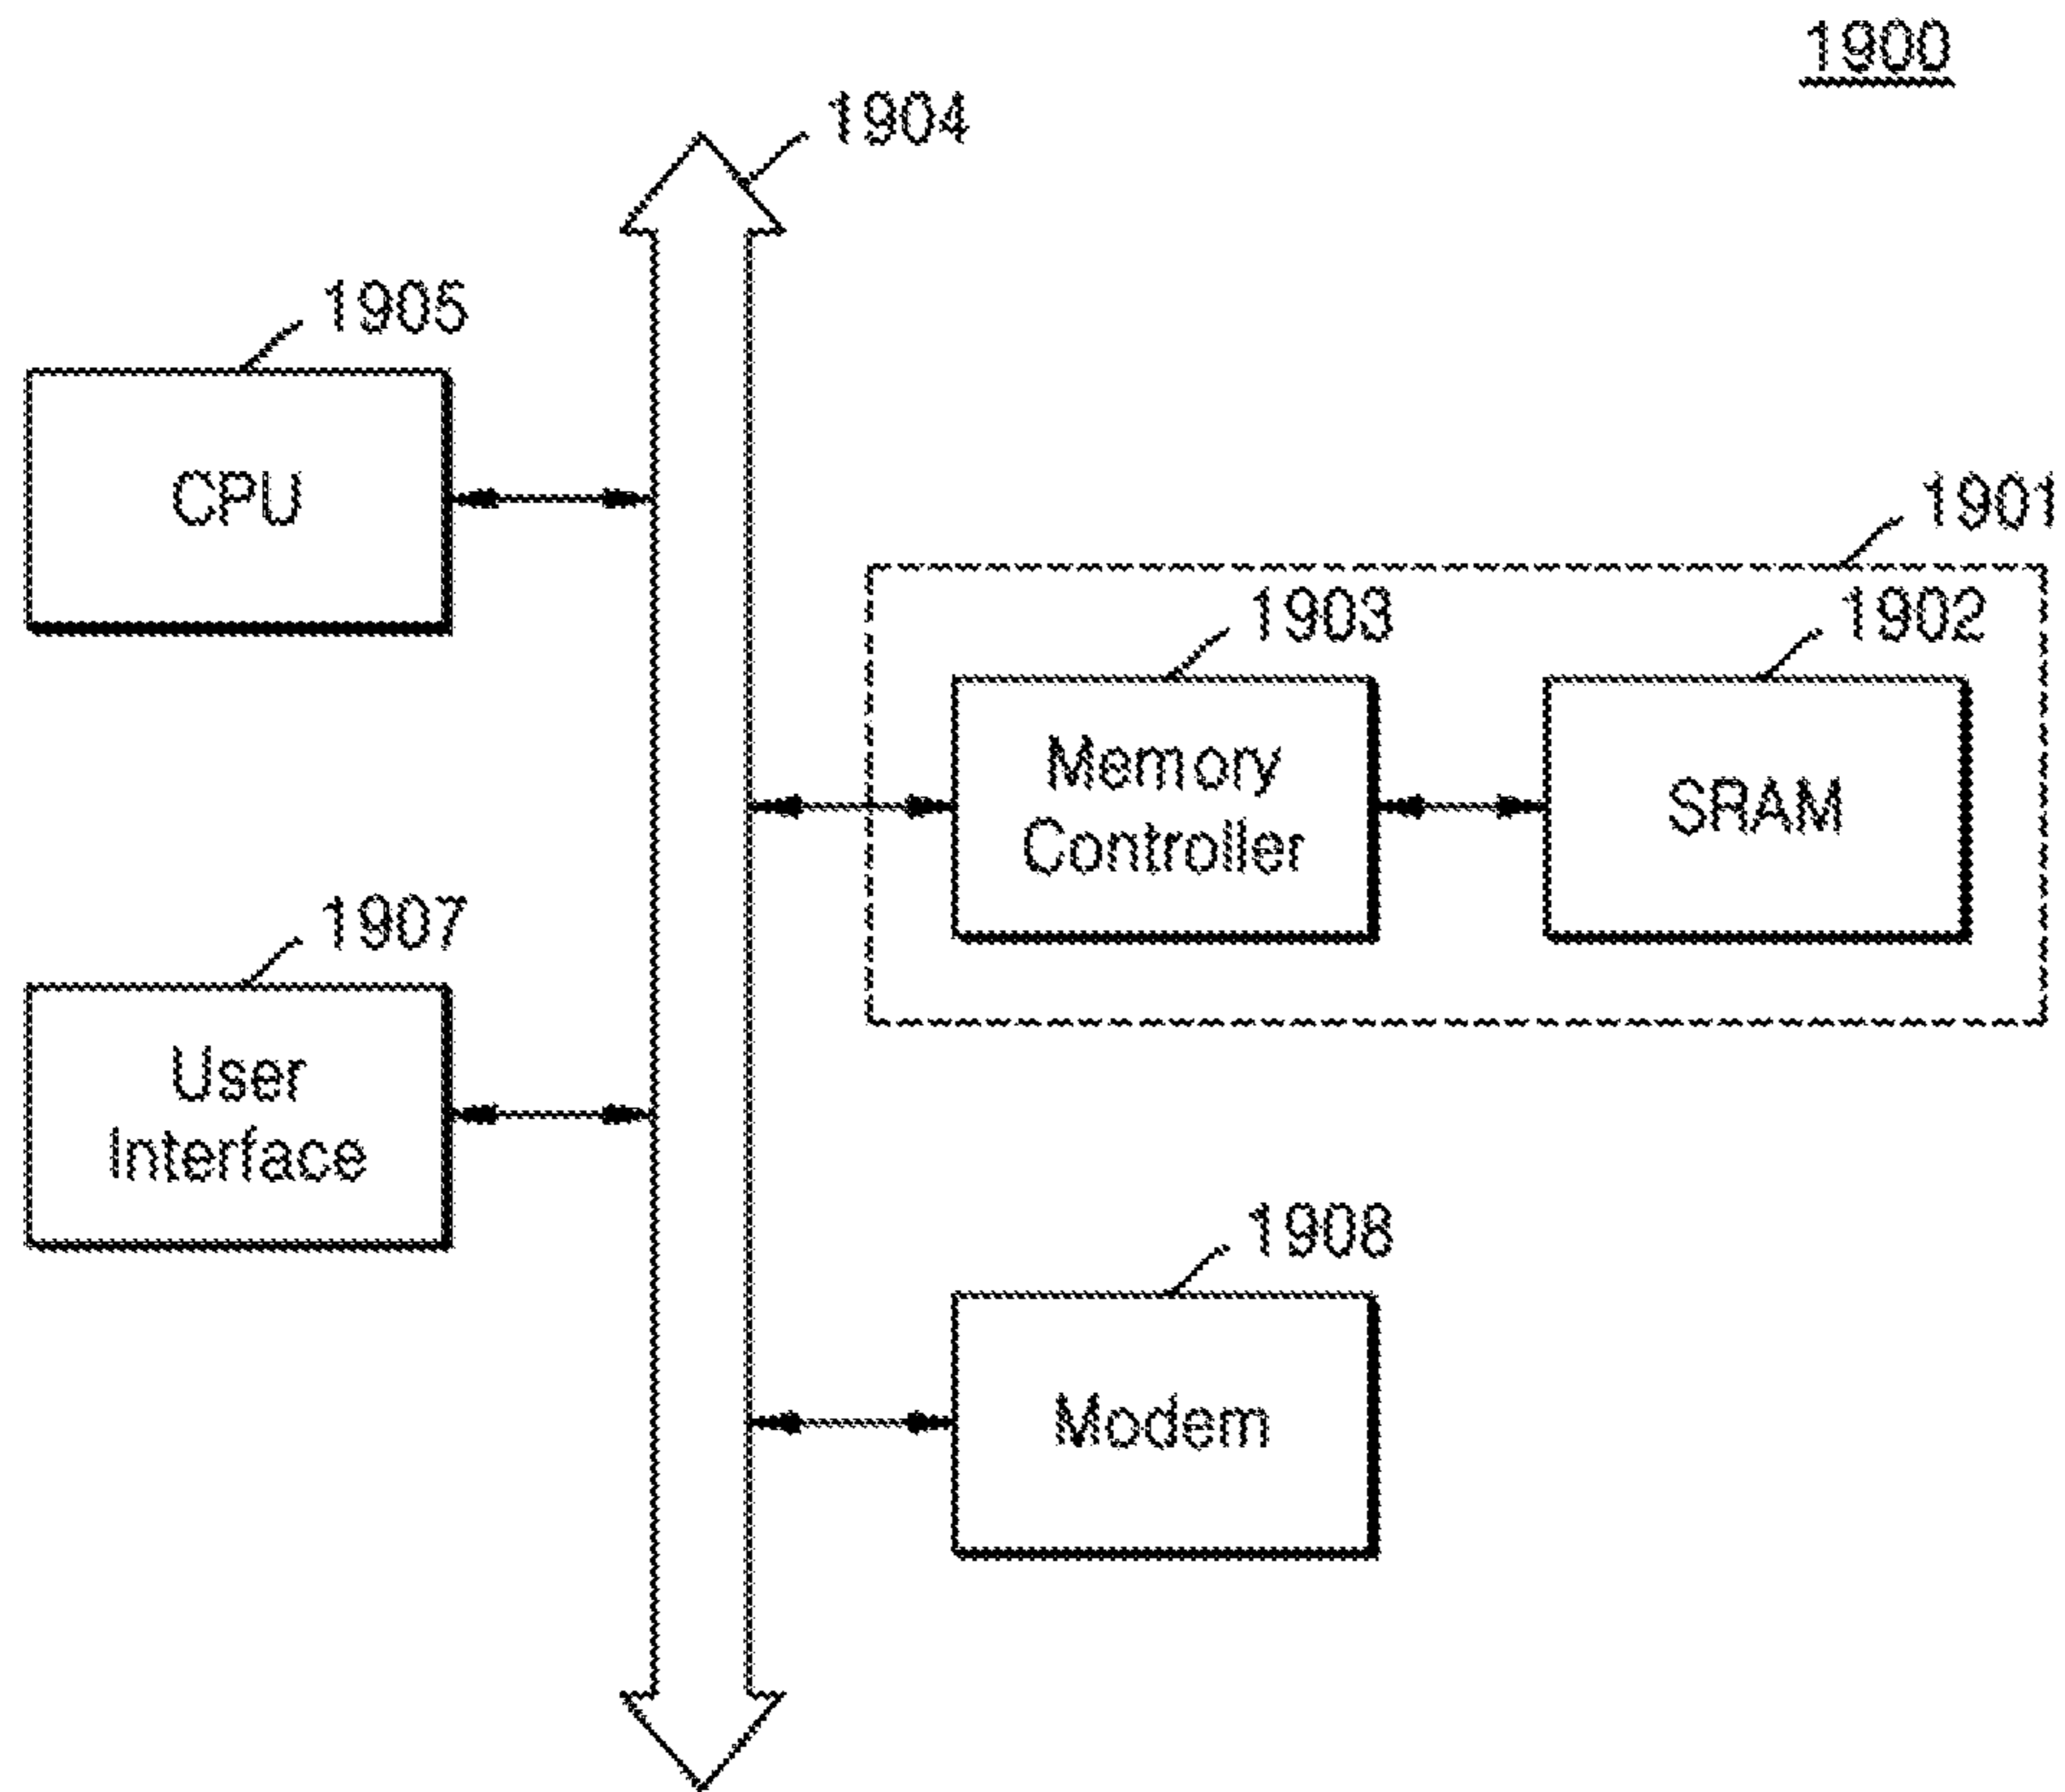 1900
1904
1905
CPU
1901
1903
1902
Memory
Controller
SRAM
1907
User
Interface
1908
Modem